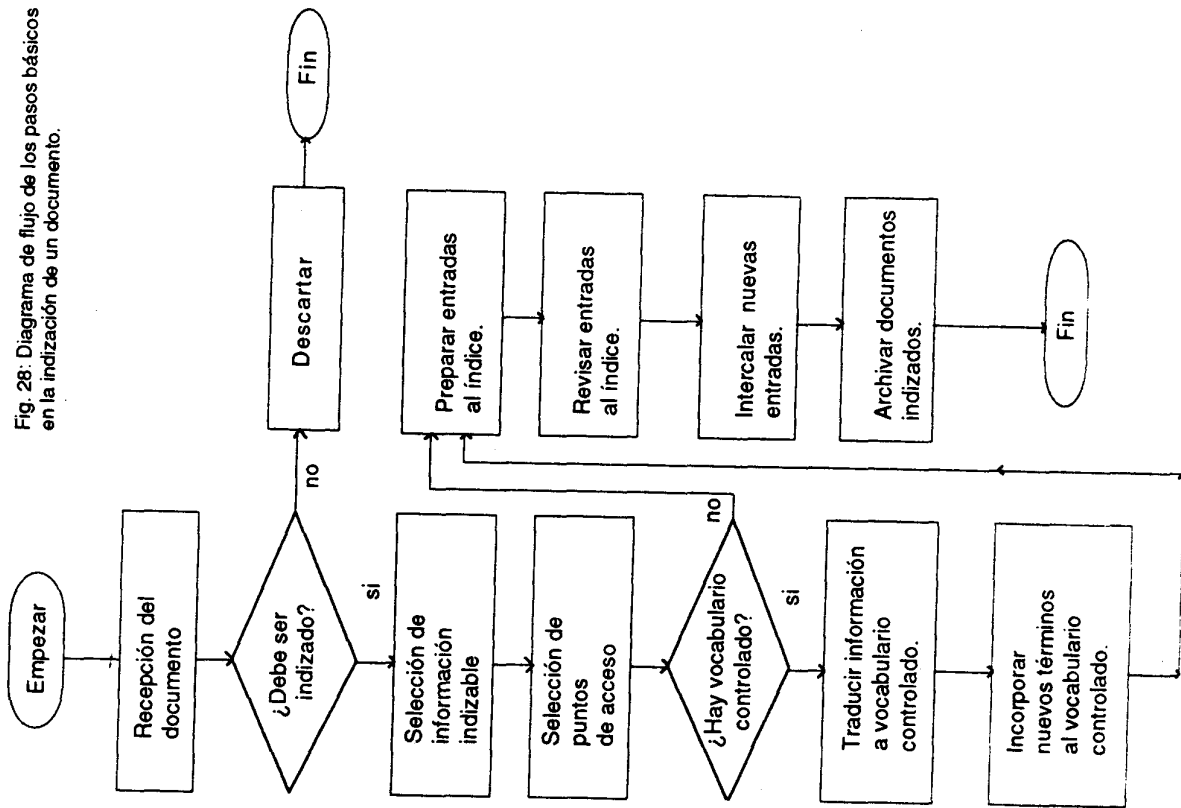 Fig. 28: Diagrama de flujo de los pasos básicos
en la indización de un documento.
Empezar
Recepción del
documento
¿Debe ser
indizado?
no
Descartar
Fin
si
Selección de
información
indizable
Selección de
puntos
de acceso
¿Hay vocabulario
controlado?
no
si
Traducir información
a vocabulario
controlado.
Incorporar
nuevos términos
al vocabulario
controlado.
Preparar entradas
al índice.
Revisar entradas
al índice.
Intercalar nuevas
entradas.
Archivar documentos
indizados.
Fin